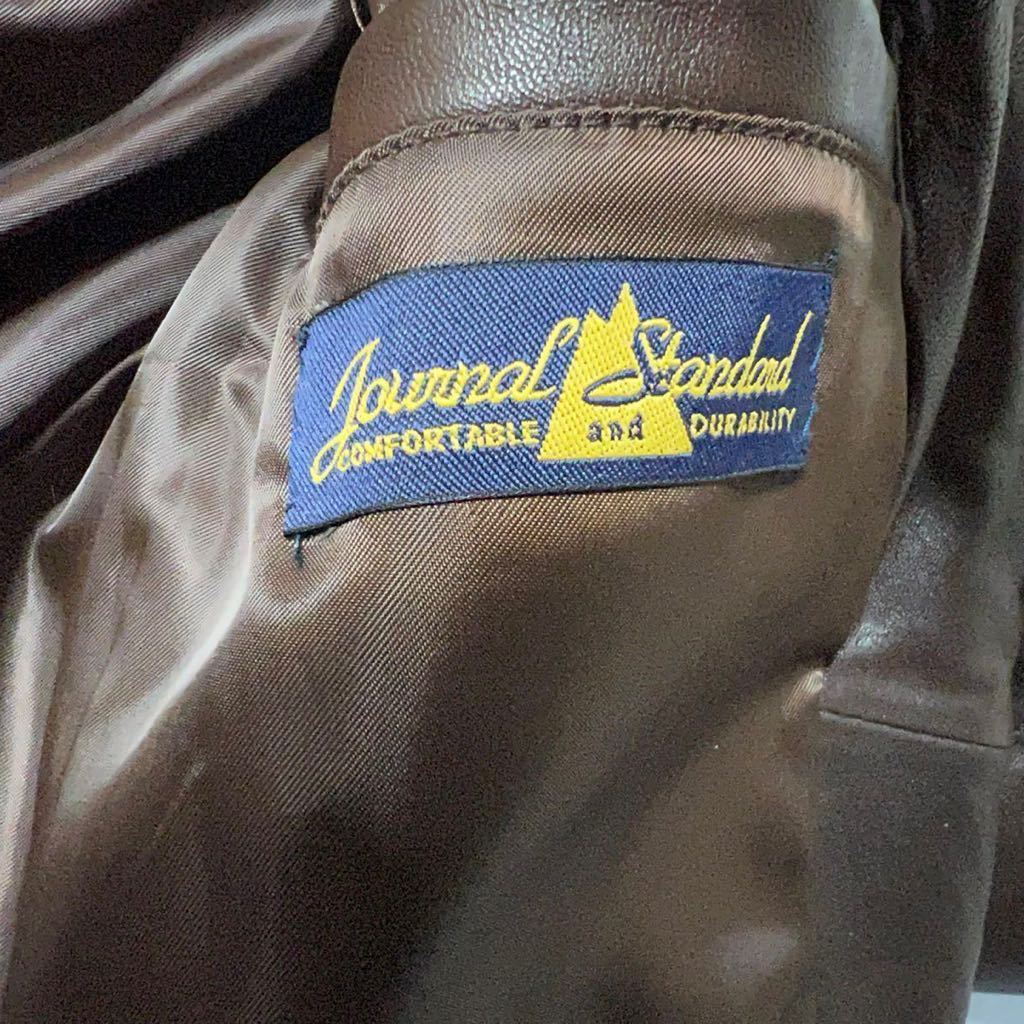 Journal Standard
COMFORTABLE and DURABILITY